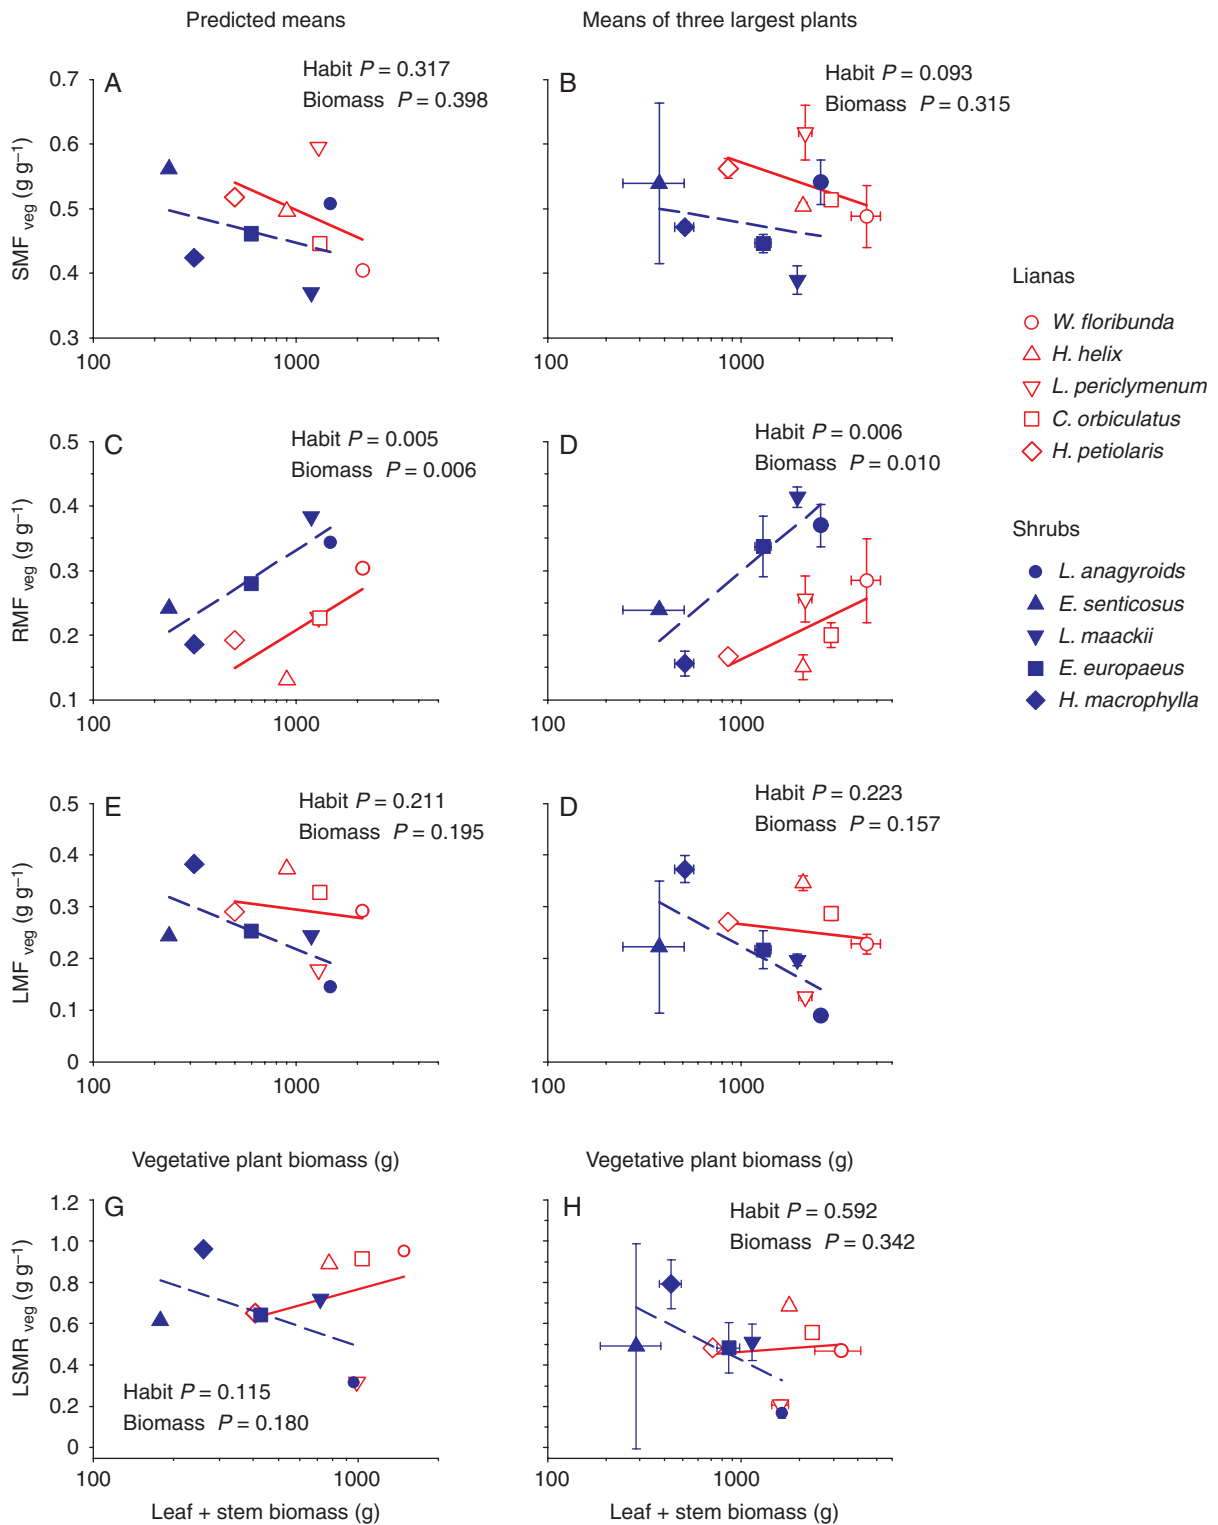 Predicted means
Means of three largest plants
A
Habit P = 0.317
Biomass P = 0.398
0.7
0.6
0.5
0.4
0.3
SMF veg (g g–1)
100
1000
B
Habit P = 0.093
Biomass P = 0.315
100
1000
C
Habit P = 0.005
Biomass P = 0.006
0.5
0.4
0.3
0.2
0.1
RMF veg (g g–1)
100
1000
D
Habit P = 0.006
Biomass P = 0.010
100
1000
E
Habit P = 0.211
Biomass P = 0.195
0.5
0.4
0.3
0.2
0.1
0
LMF veg (g g–1)
100
1000
Vegetative plant biomass (g)
D
Habit P = 0.223
Biomass P = 0.157
100
1000
Vegetative plant biomass (g)
G
1.2
1.0
0.8
0.6
0.4
0.2
0
LSMR veg (g g–1)
Habit P = 0.115
Biomass P = 0.180
100
1000
Leaf + stem biomass (g)
H
Habit P = 0.592
Biomass P = 0.342
100
1000
Leaf + stem biomass (g)
Lianas
W. floribunda
H. helix
L. periclymenum
C. orbiculatus
H. petiolaris
Shrubs
L. anagyroids
E. senticosus
L. maackii
E. europaeus
H. macrophylla